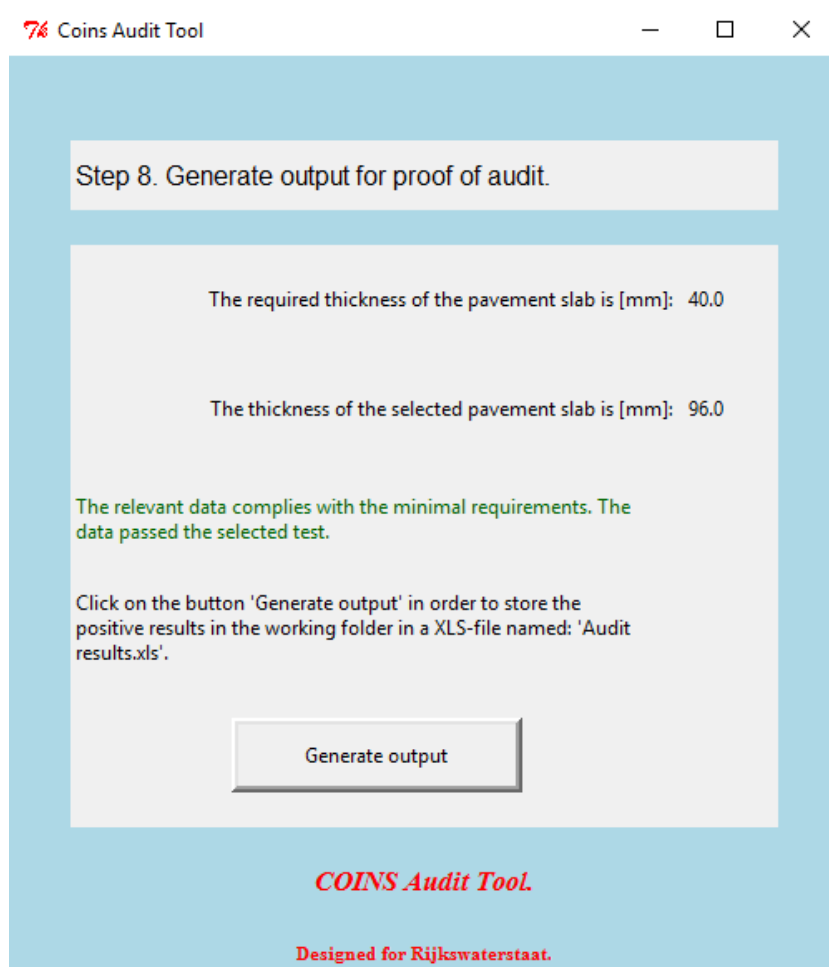 Coins Audit Tool
Step 8. Generate output for proof of audit.
The required thickness of the pavement slab is [mm]: 40.0
The thickness of the selected pavement slab is [mm]: 96.0
The relevant data complies with the minimal requirements. The
data passed the selected test.
Click on the button 'Generate output' in order to store the
positive results in the working folder in a XLS-file named: 'Audit
results.xls'.
Generate output
COINS Audit Tool.
Designed for Rijkswaterstaat.